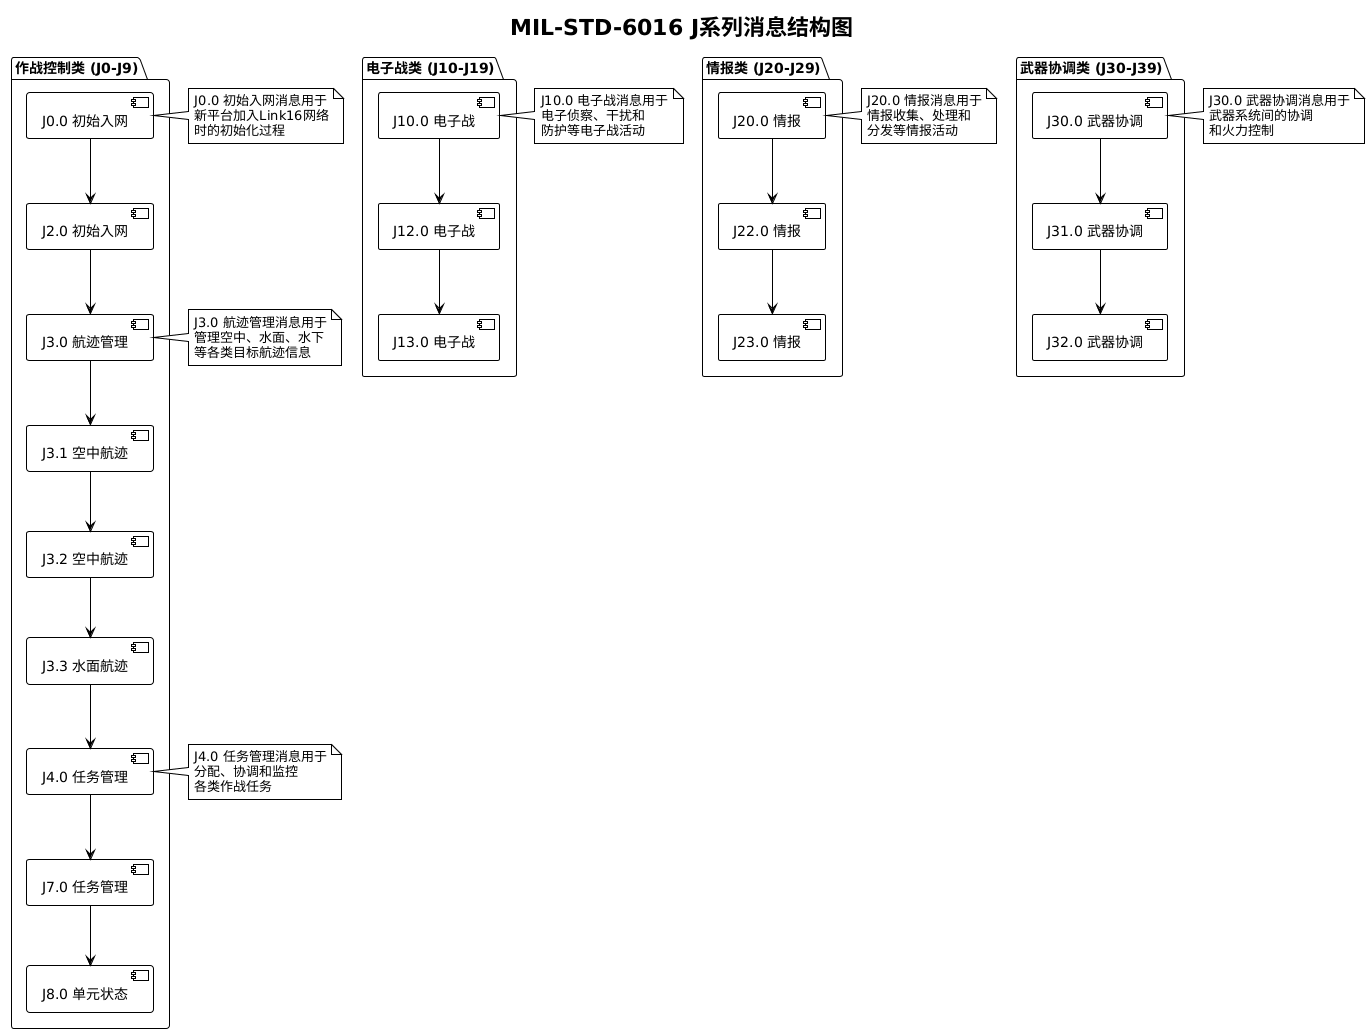 MIL-STD-6016 J系列消息结构图
作战控制类 (J0-J9)
J0.0 初始入网
J0.0 初始入网消息用于
新平台加入Link16网络
时的初始化过程
J2.0 初始入网
J3.0 航迹管理
J3.0 航迹管理消息用于
管理空中、水面、水下
等各类目标航迹信息
J3.1 空中航迹
J3.2 空中航迹
J3.3 水面航迹
J4.0 任务管理
J4.0 任务管理消息用于
分配、协调和监控
各类作战任务
J7.0 任务管理
J8.0 单元状态
电子战类 (J10-J19)
J10.0 电子战
J10.0 电子战消息用于
电子侦察、干扰和
防护等电子战活动
J12.0 电子战
J13.0 电子战
情报类 (J20-J29)
J20.0 情报
J20.0 情报消息用于
情报收集、处理和
分发等情报活动
J22.0 情报
J23.0 情报
武器协调类 (J30-J39)
J30.0 武器协调
J30.0 武器协调消息用于
武器系统间的协调
和火力控制
J31.0 武器协调
J32.0 武器协调